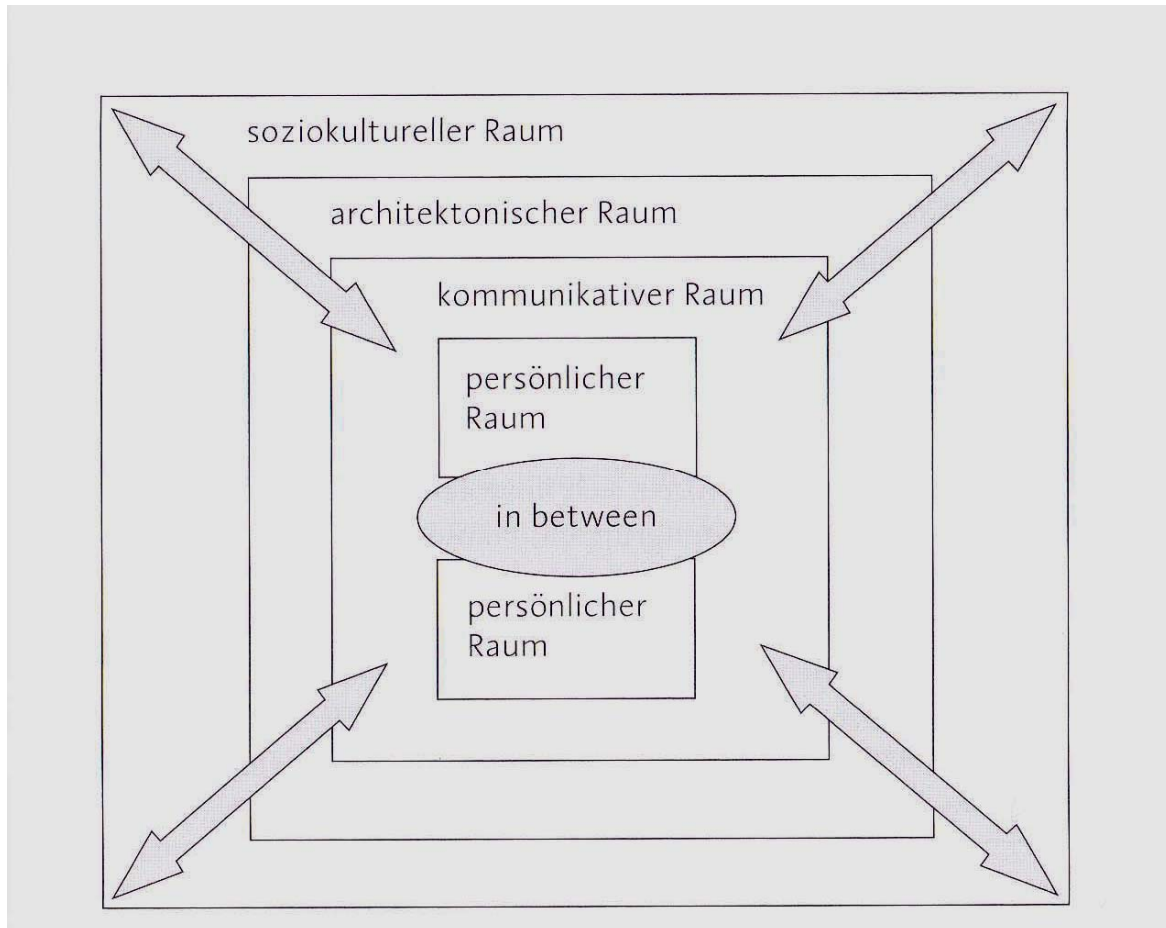 soziokultureller Raum
architektonischer Raum
kommunikativer Raum
persönlicher
Raum
in between
persönlicher
Raum